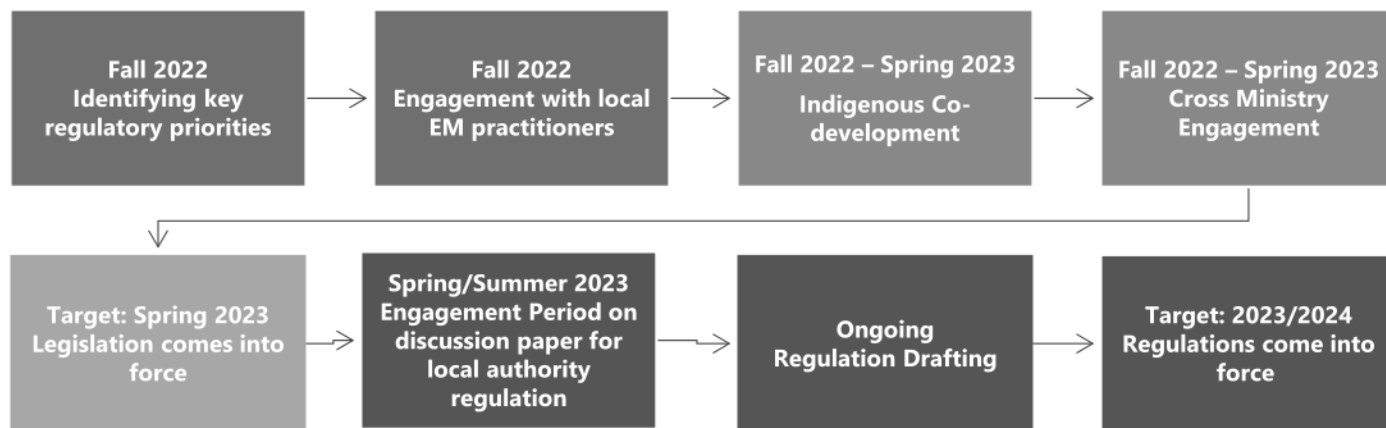 Fall 2022
Identifying key
regulatory priorities
Fall 2022
Engagement with local
EM practitioners
Fall 2022 – Spring 2023
Indigenous Co-
development
Fall 2022 – Spring 2023
Cross Ministry
Engagement
Target: Spring 2023
Legislation comes into
force
Spring/Summer 2023
Engagement Period on
discussion paper for
local authority
regulation
Ongoing
Regulation Drafting
Target: 2023/2024
Regulations come into
force